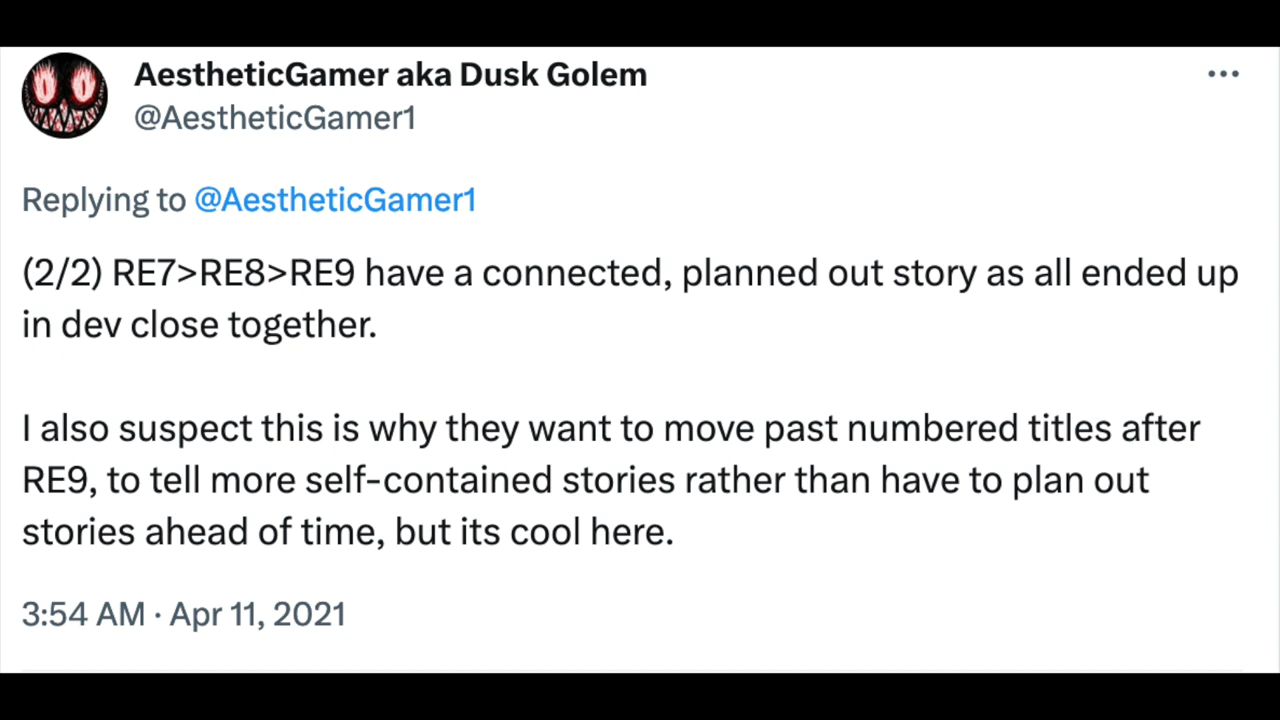 AestheticGamer aka Dusk Golem
@AestheticGamer1
Replying to @AestheticGamer1
(2/2) RE7>RE8>RE9 have a connected, planned out story as all ended up
in dev close together.
I also suspect this is why they want to move past numbered titles after
RE9, to tell more self-contained stories rather than have to plan out
stories ahead of time, but its cool here.
3:54 AM · Apr 11, 2021